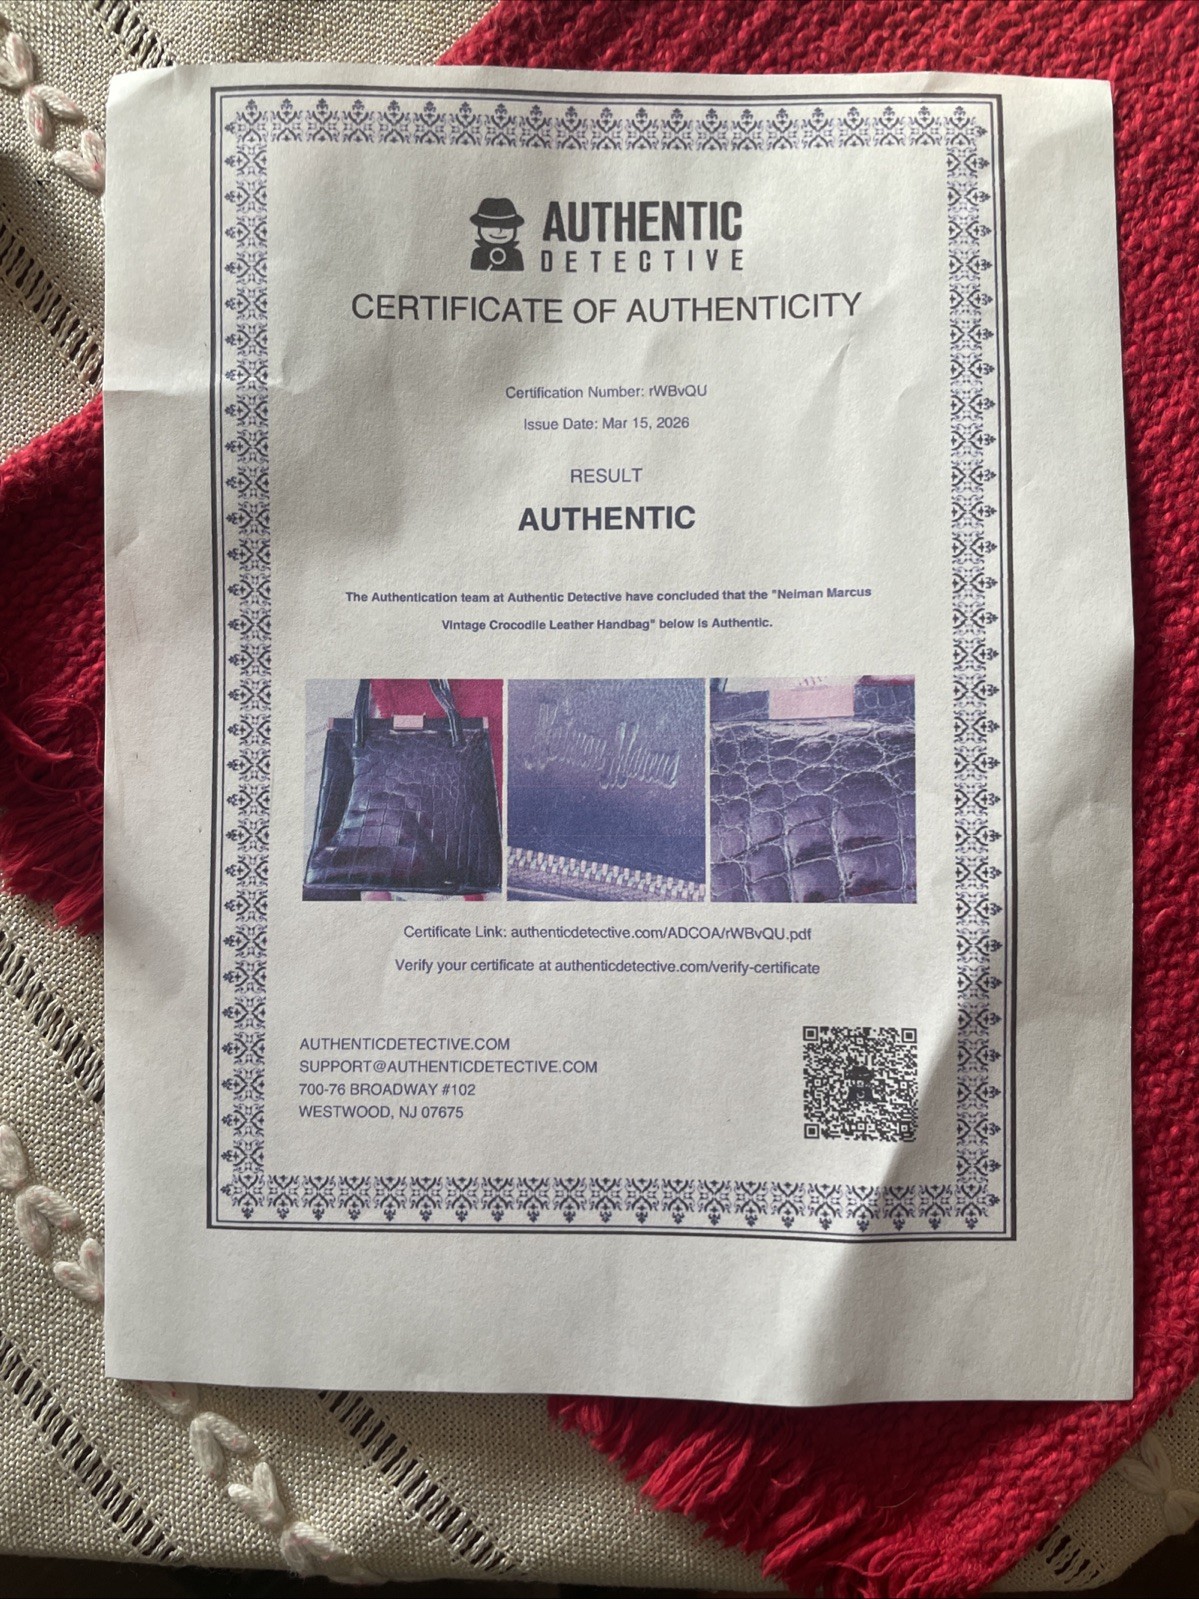 AUTHENTIC
DETECTIVE
CERTIFICATE OF AUTHENTICITY
Certification Number: rWBvQU
Issue Date: Mar 15, 2026
RESULT
AUTHENTIC
The Authentication team at Authentic Detective have concluded that the "Neiman Marcus
Vintage Crocodile Leather Handbag" below is Authentic.
Certificate Link: authenticdetective.com/ADCOA/rWBvQU.pdf
Verify your certificate at authenticdetective.com/verify-certificate
AUTHENTICDETECTIVE.COM
SUPPORT@AUTHENTICDETECTIVE.COM
700-76 BROADWAY #102
WESTWOOD, NJ 07675